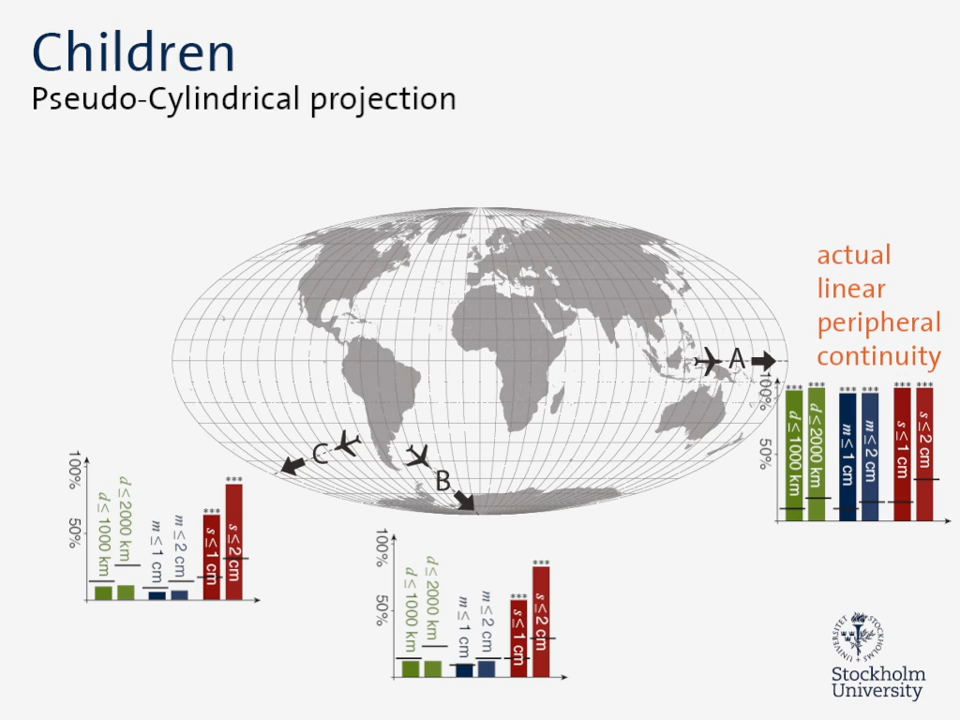 Children
Pseudo-Cylindrical projection
actual
linear
peripheral
continuity
A
B
C
100%
50%
d ≤ 1000 km
d ≤ 2000 km
m ≤ 1 cm
m ≤ 2 cm
*** s ≤ 1 cm
*** s ≤ 2 cm
100%
50%
d ≤ 1000 km
d ≤ 2000 km
m ≤ 1 cm
m ≤ 2 cm
*** s ≤ 1 cm
*** s ≤ 2 cm
100%
50%
*** d ≤ 1000 km
*** d ≤ 2000 km
*** m ≤ 1 cm
*** m ≤ 2 cm
*** s ≤ 1 cm
*** s ≤ 2 cm
STOCKHOLMS UNIVERSITET
Stockholm
University